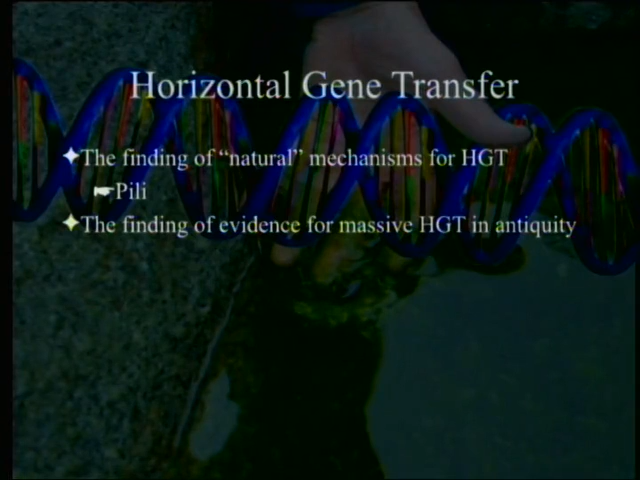 Horizontal Gene Transfer
The finding of “natural” mechanisms for HGT
Pili
The finding of evidence for massive HGT in antiquity